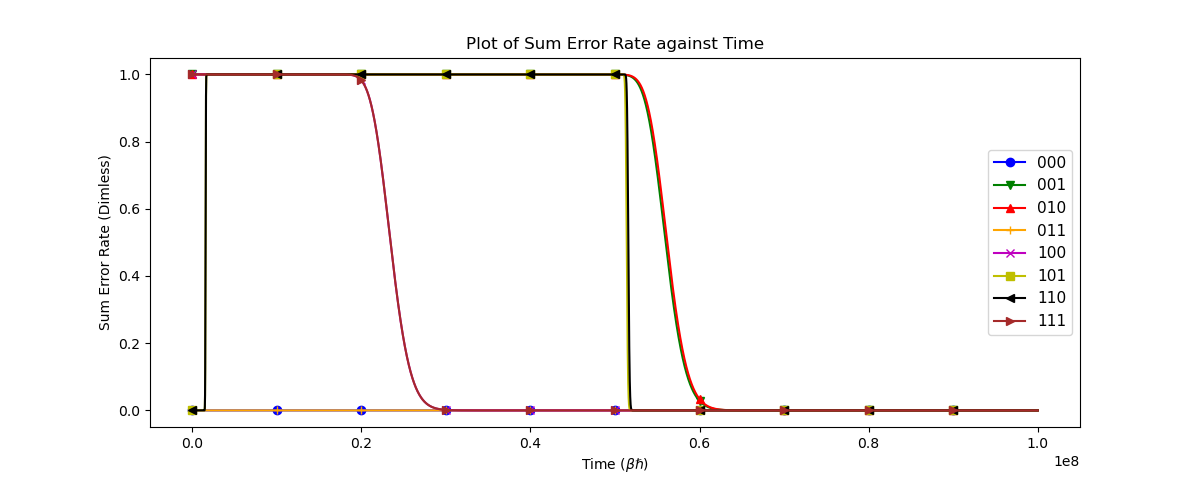 Plot of Sum Error Rate against Time
Sum Error Rate (Dimless)
1.0
0.8
0.6
0.4
0.2
0.0
000
001
010
011
100
101
110
111
0.0 0.2 0.4 0.6 0.8 1.0
1e8
Time (βℏ)